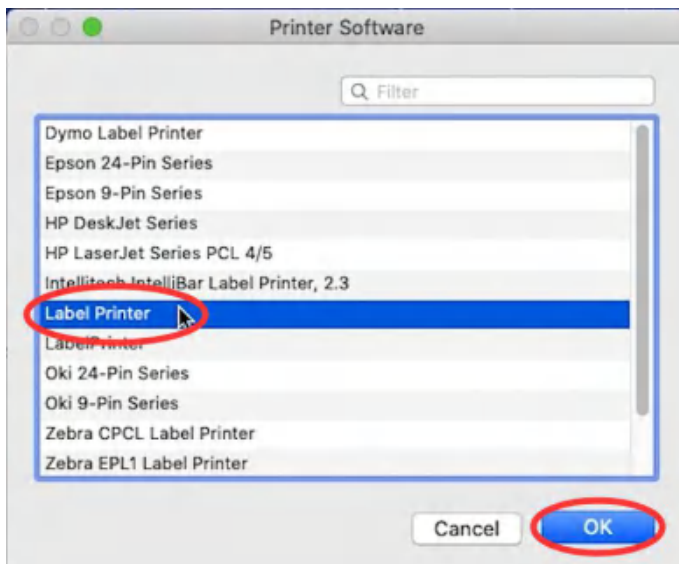 Printer Software
Filter
Dymo Label Printer
Epson 24-Pin Series
Epson 9-Pin Series
HP DeskJet Series
HP LaserJet Series PCL 4/5
Intellitech IntelliBar Label Printer, 2.3
Label Printer
LabelPrinter
Oki 24-Pin Series
Oki 9-Pin Series
Zebra CPCL Label Printer
Zebra EPL1 Label Printer
Cancel OK